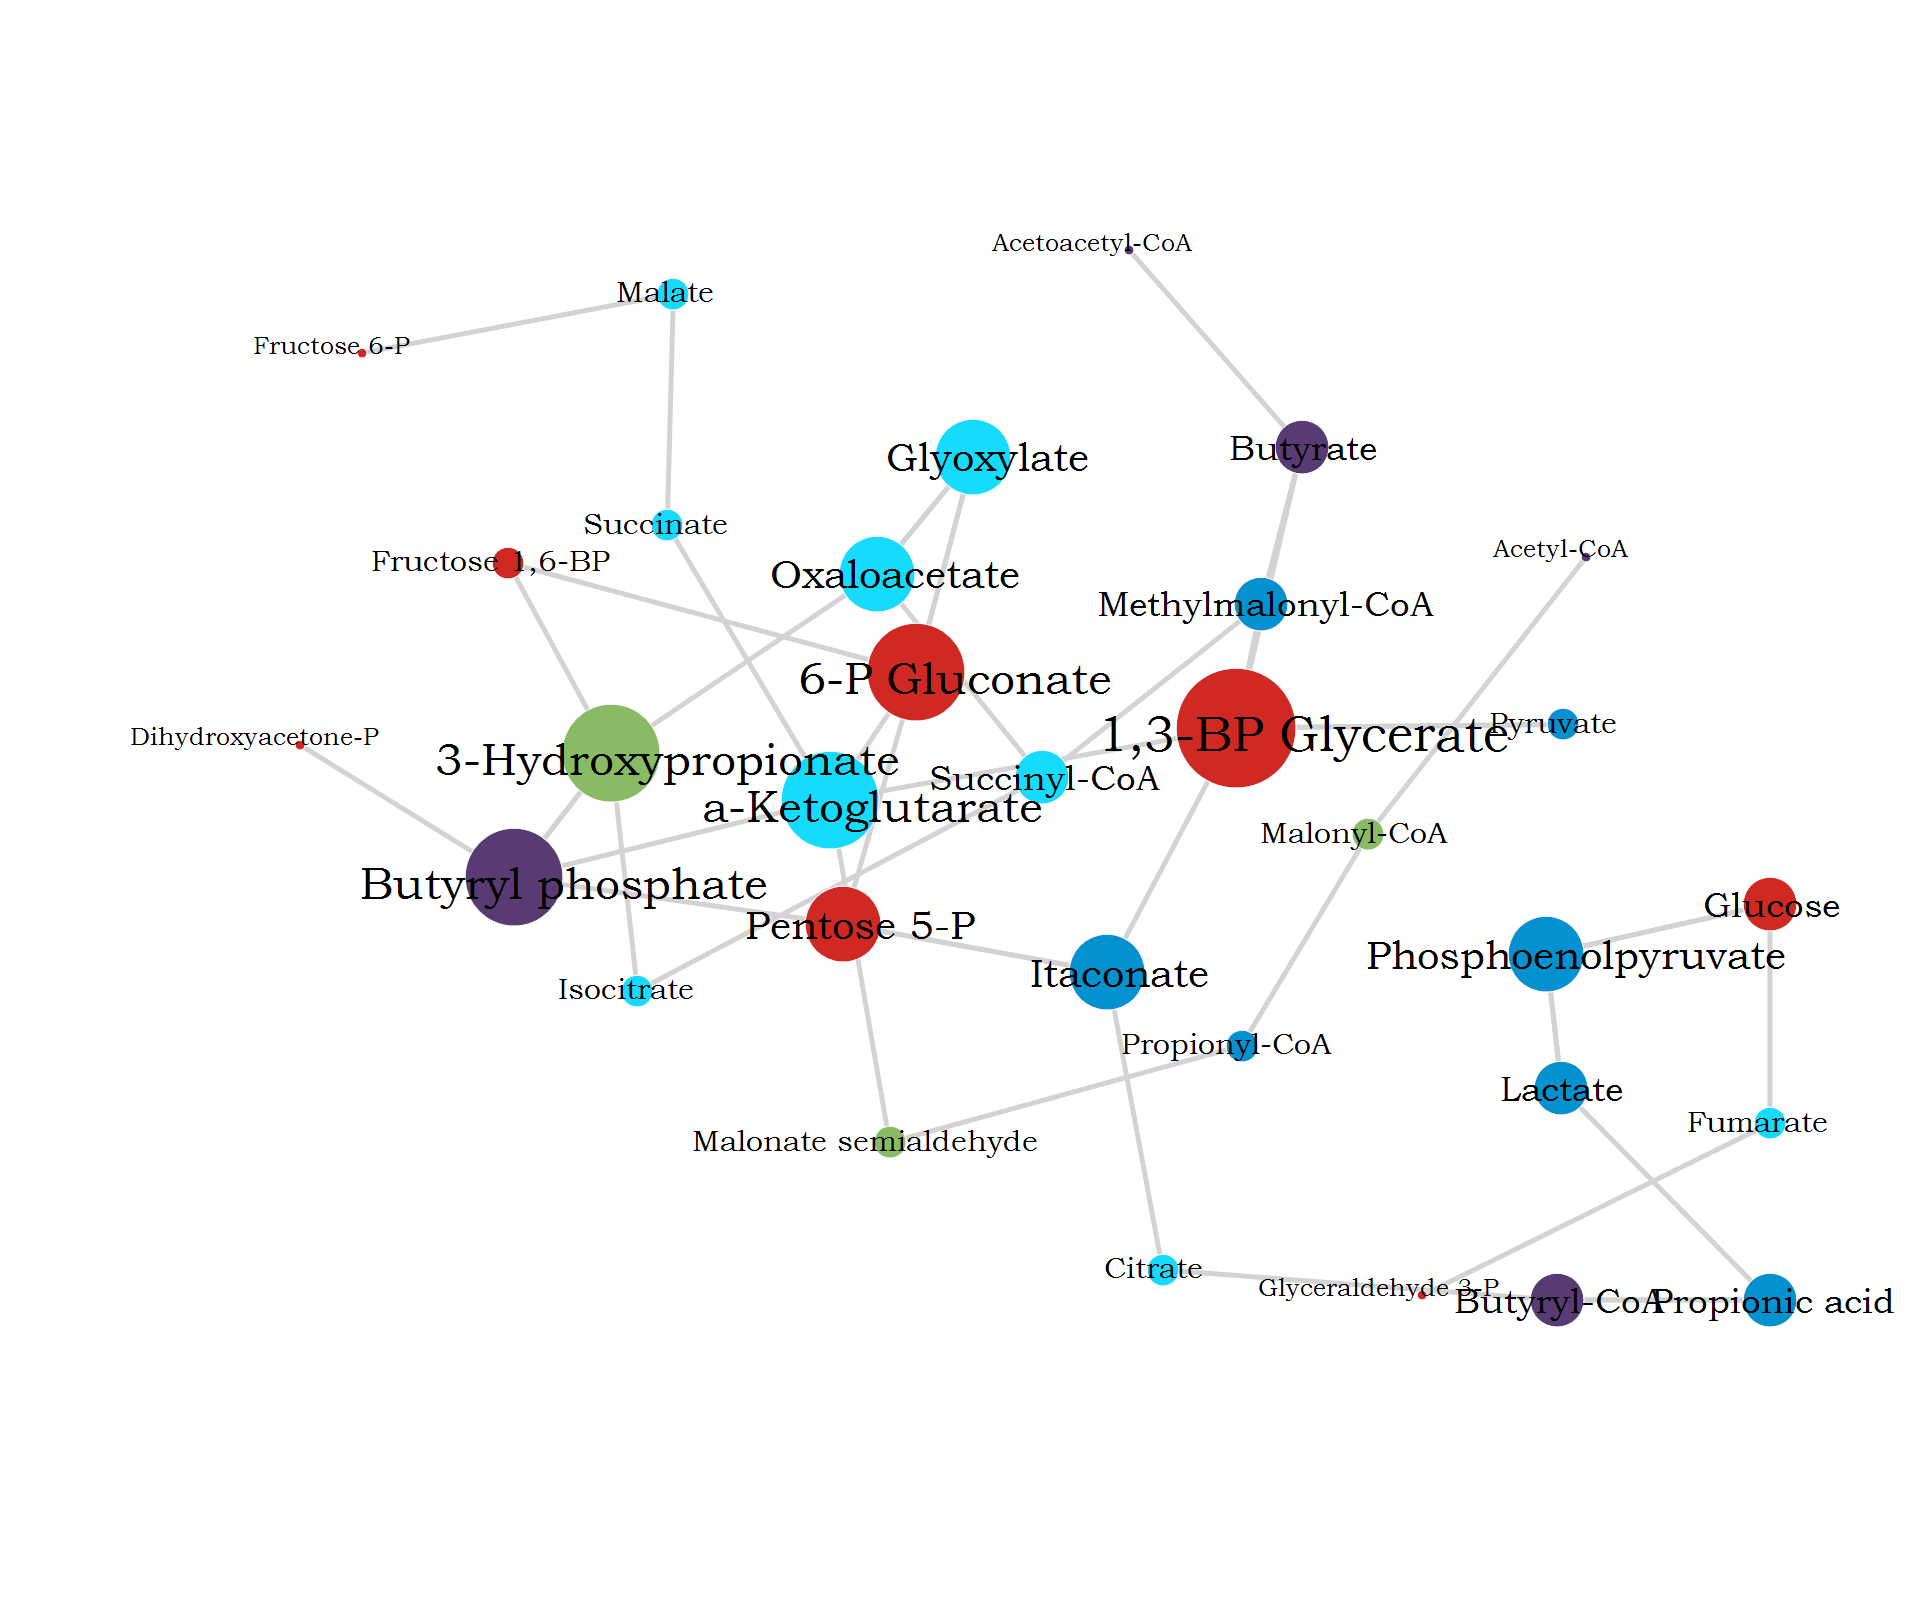 Acetoacetyl-CoA
Malate
Fructose 6-P
Butyrate
Glyoxylate
Succinate
Acetyl-CoA
Fructose 1,6-BP
Oxaloacetate
Methylmalonyl-CoA
6-P Gluconate
Pyruvate
Dihydroxyacetone-P
1,3-BP Glycerate
3-Hydroxypropionate
Succinyl-CoA
a-Ketoglutarate
Malonyl-CoA
Butyryl phosphate
Glucose
Pentose 5-P
Phosphoenolpyruvate
Itaconate
Isocitrate
Propionyl-CoA
Lactate
Fumarate
Malonate semialdehyde
Citrate
Glyceraldehyde 3-P
Butyryl-CoA
Propionic acid